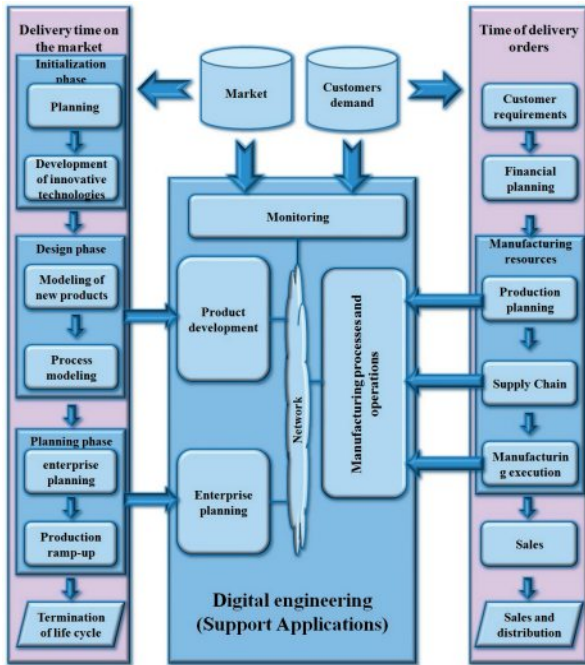 Delivery time on
the market
Initialization
phase
Planning
Development
of innovative
technologies
Design phase
Modeling of
new products
Process
modeling
Planning phase
enterprise
planning
Production
ramp-up
Termination
of life cycle
Market
Customers
demand
Monitoring
Product
development
Enterprise
planning
Network
Manufacturing processes and
operations
Digital engineering
(Support Applications)
Time of delivery
orders
Customer
requirements
Financial
planning
Manufacturing
resources
Production
planning
Supply Chain
Manufacturin
g execution
Sales
Sales and
distribution